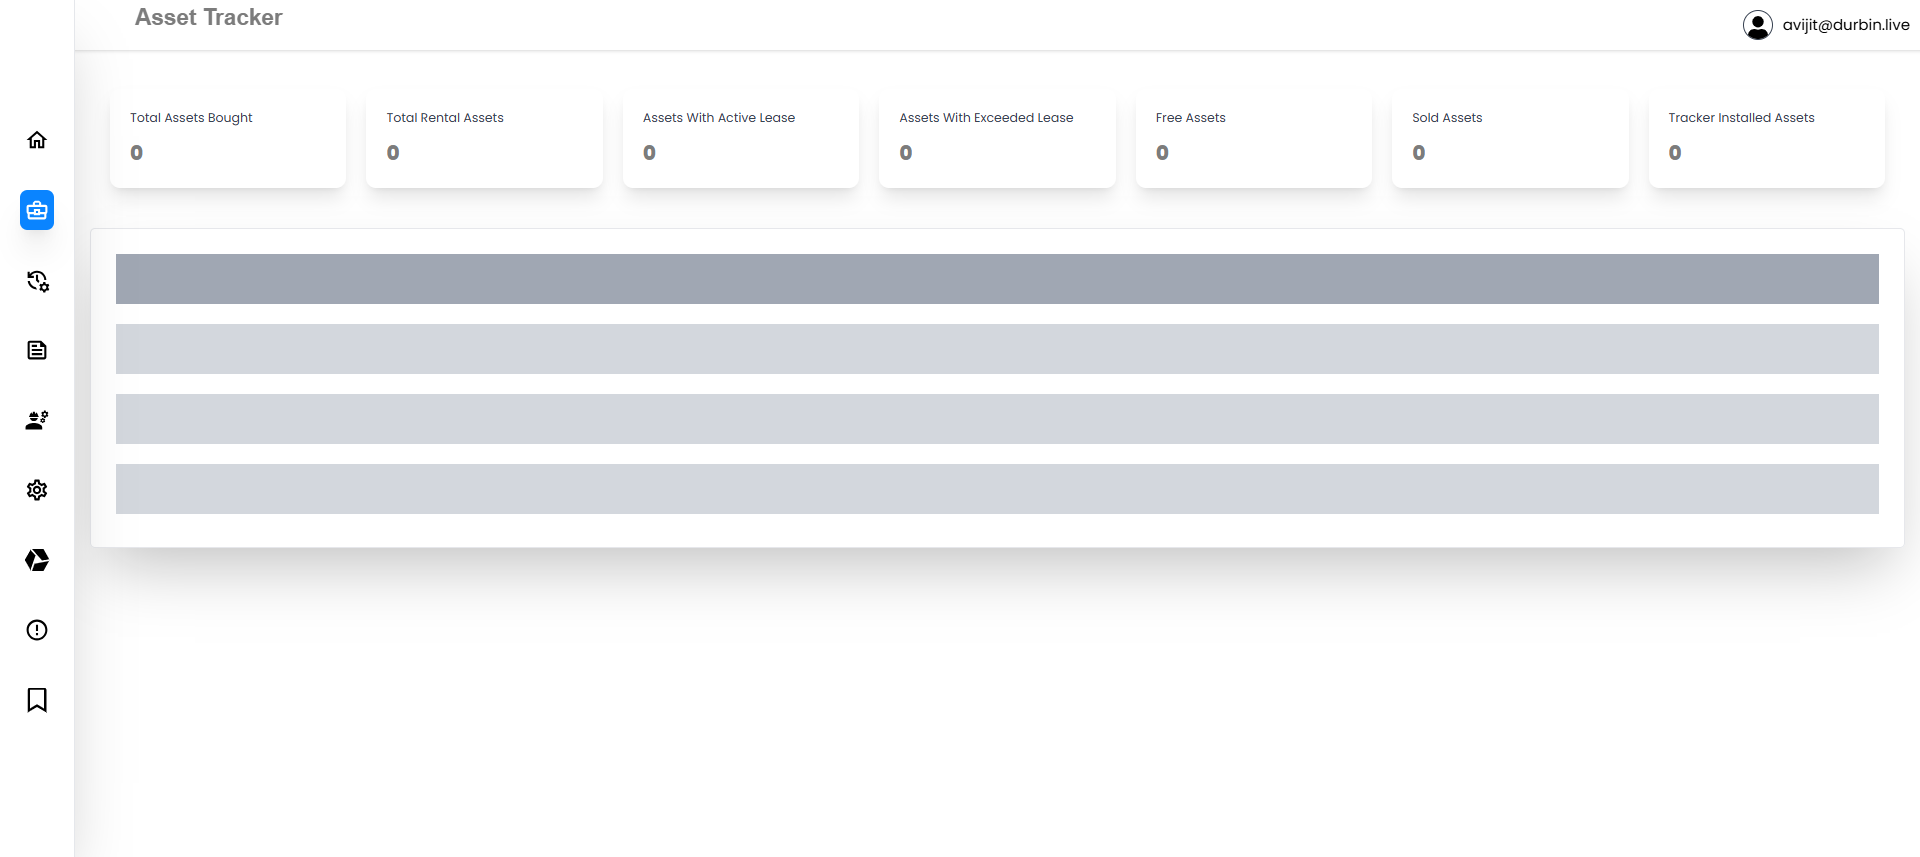 Asset Tracker
avijit@durbin.live
Total Assets Bought
0
Total Rental Assets
0
Assets With Active Lease
0
Assets With Exceeded Lease
0
Free Assets
0
Sold Assets
0
Tracker Installed Assets
0